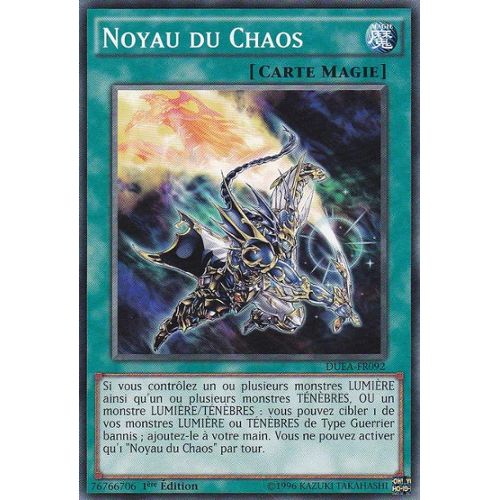 Noyau du Chaos
MAGIE
[Carte Magie]
DUEA-FR092
Si vous contrôlez un ou plusieurs monstres LUMIÈRE
ainsi qu'un ou plusieurs monstres TÉNÈBRES, OU un
monstre LUMIÈRE/TÉNÈBRES : vous pouvez cibler 1 de
vos monstres LUMIÈRE ou TÉNÈBRES de Type Guerrier
bannis ; ajoutez-le à votre main. Vous ne pouvez activer
qu'1 "Noyau du Chaos" par tour.
76766706 1ère Édition ©1996 KAZUKI TAKAHASHI